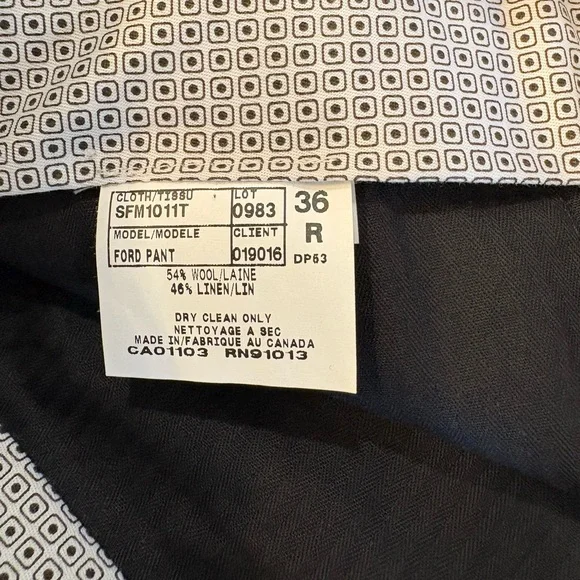 CLOTH/TISSU LOT 36
SFM1011T 0983
MODEL/MODELE CLIENT R
FORD PANT 019016 DP53
54% WOOL/LAINE
46% LINEN/LIN
DRY CLEAN ONLY
NETTOYAGE A SEC
MADE IN/FABRIQUE AU CANADA
CA01103 RN91013